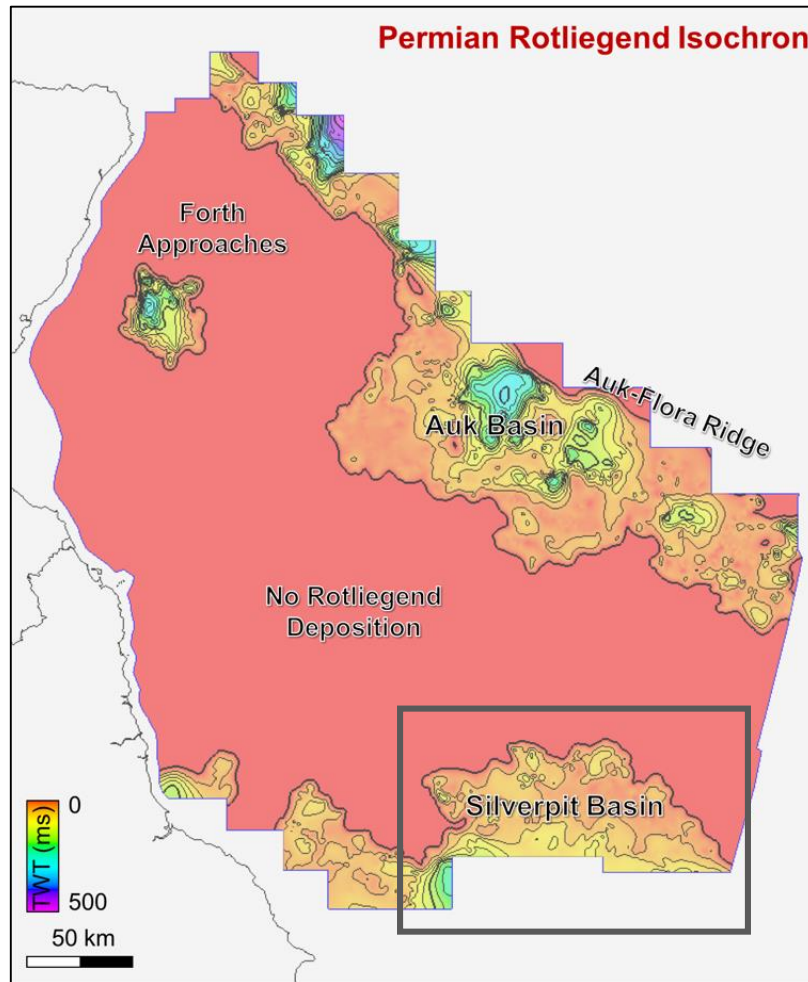 Permian Rotliegend Isochron
Forth
Approaches
Auk-Flora Ridge
Auk Basin
No Rotliegend
Deposition
Silverpit Basin
TWT (ms)
0
500
50 km